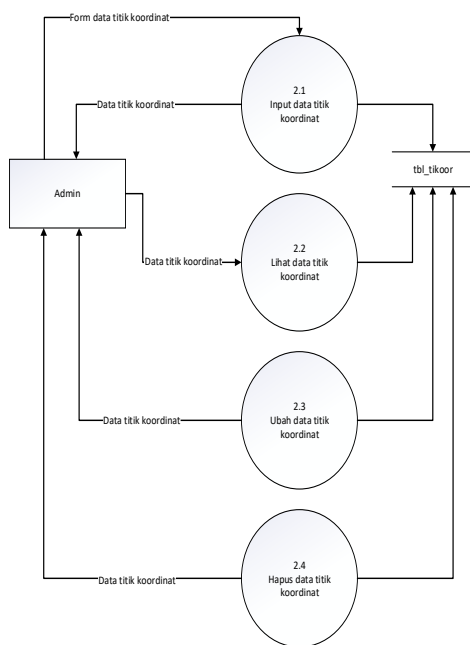 Form data titik koordinat
2.1
Input data titik
koordinat
Data titik koordinat
tbl_tikoor
Admin
2.2
Lihat data titik
koordinat
Data titik koordinat
2.3
Ubah data titik
koordinat
Data titik koordinat
2.4
Hapus data titik
koordinat
Data titik koordinat